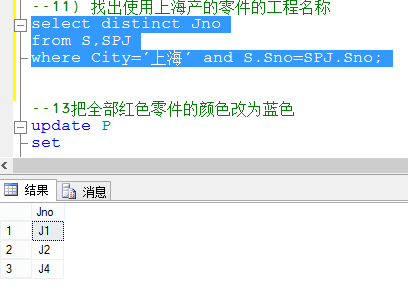 --11) 找出使用上海产的零件的工程名称
select distinct Jno
from S,SPJ
where City='上海' and S.Sno=SPJ.Sno;
--13把全部红色零件的颜色改为蓝色
update P
set
结果 消息
Jno
1 J1
2 J2
3 J4